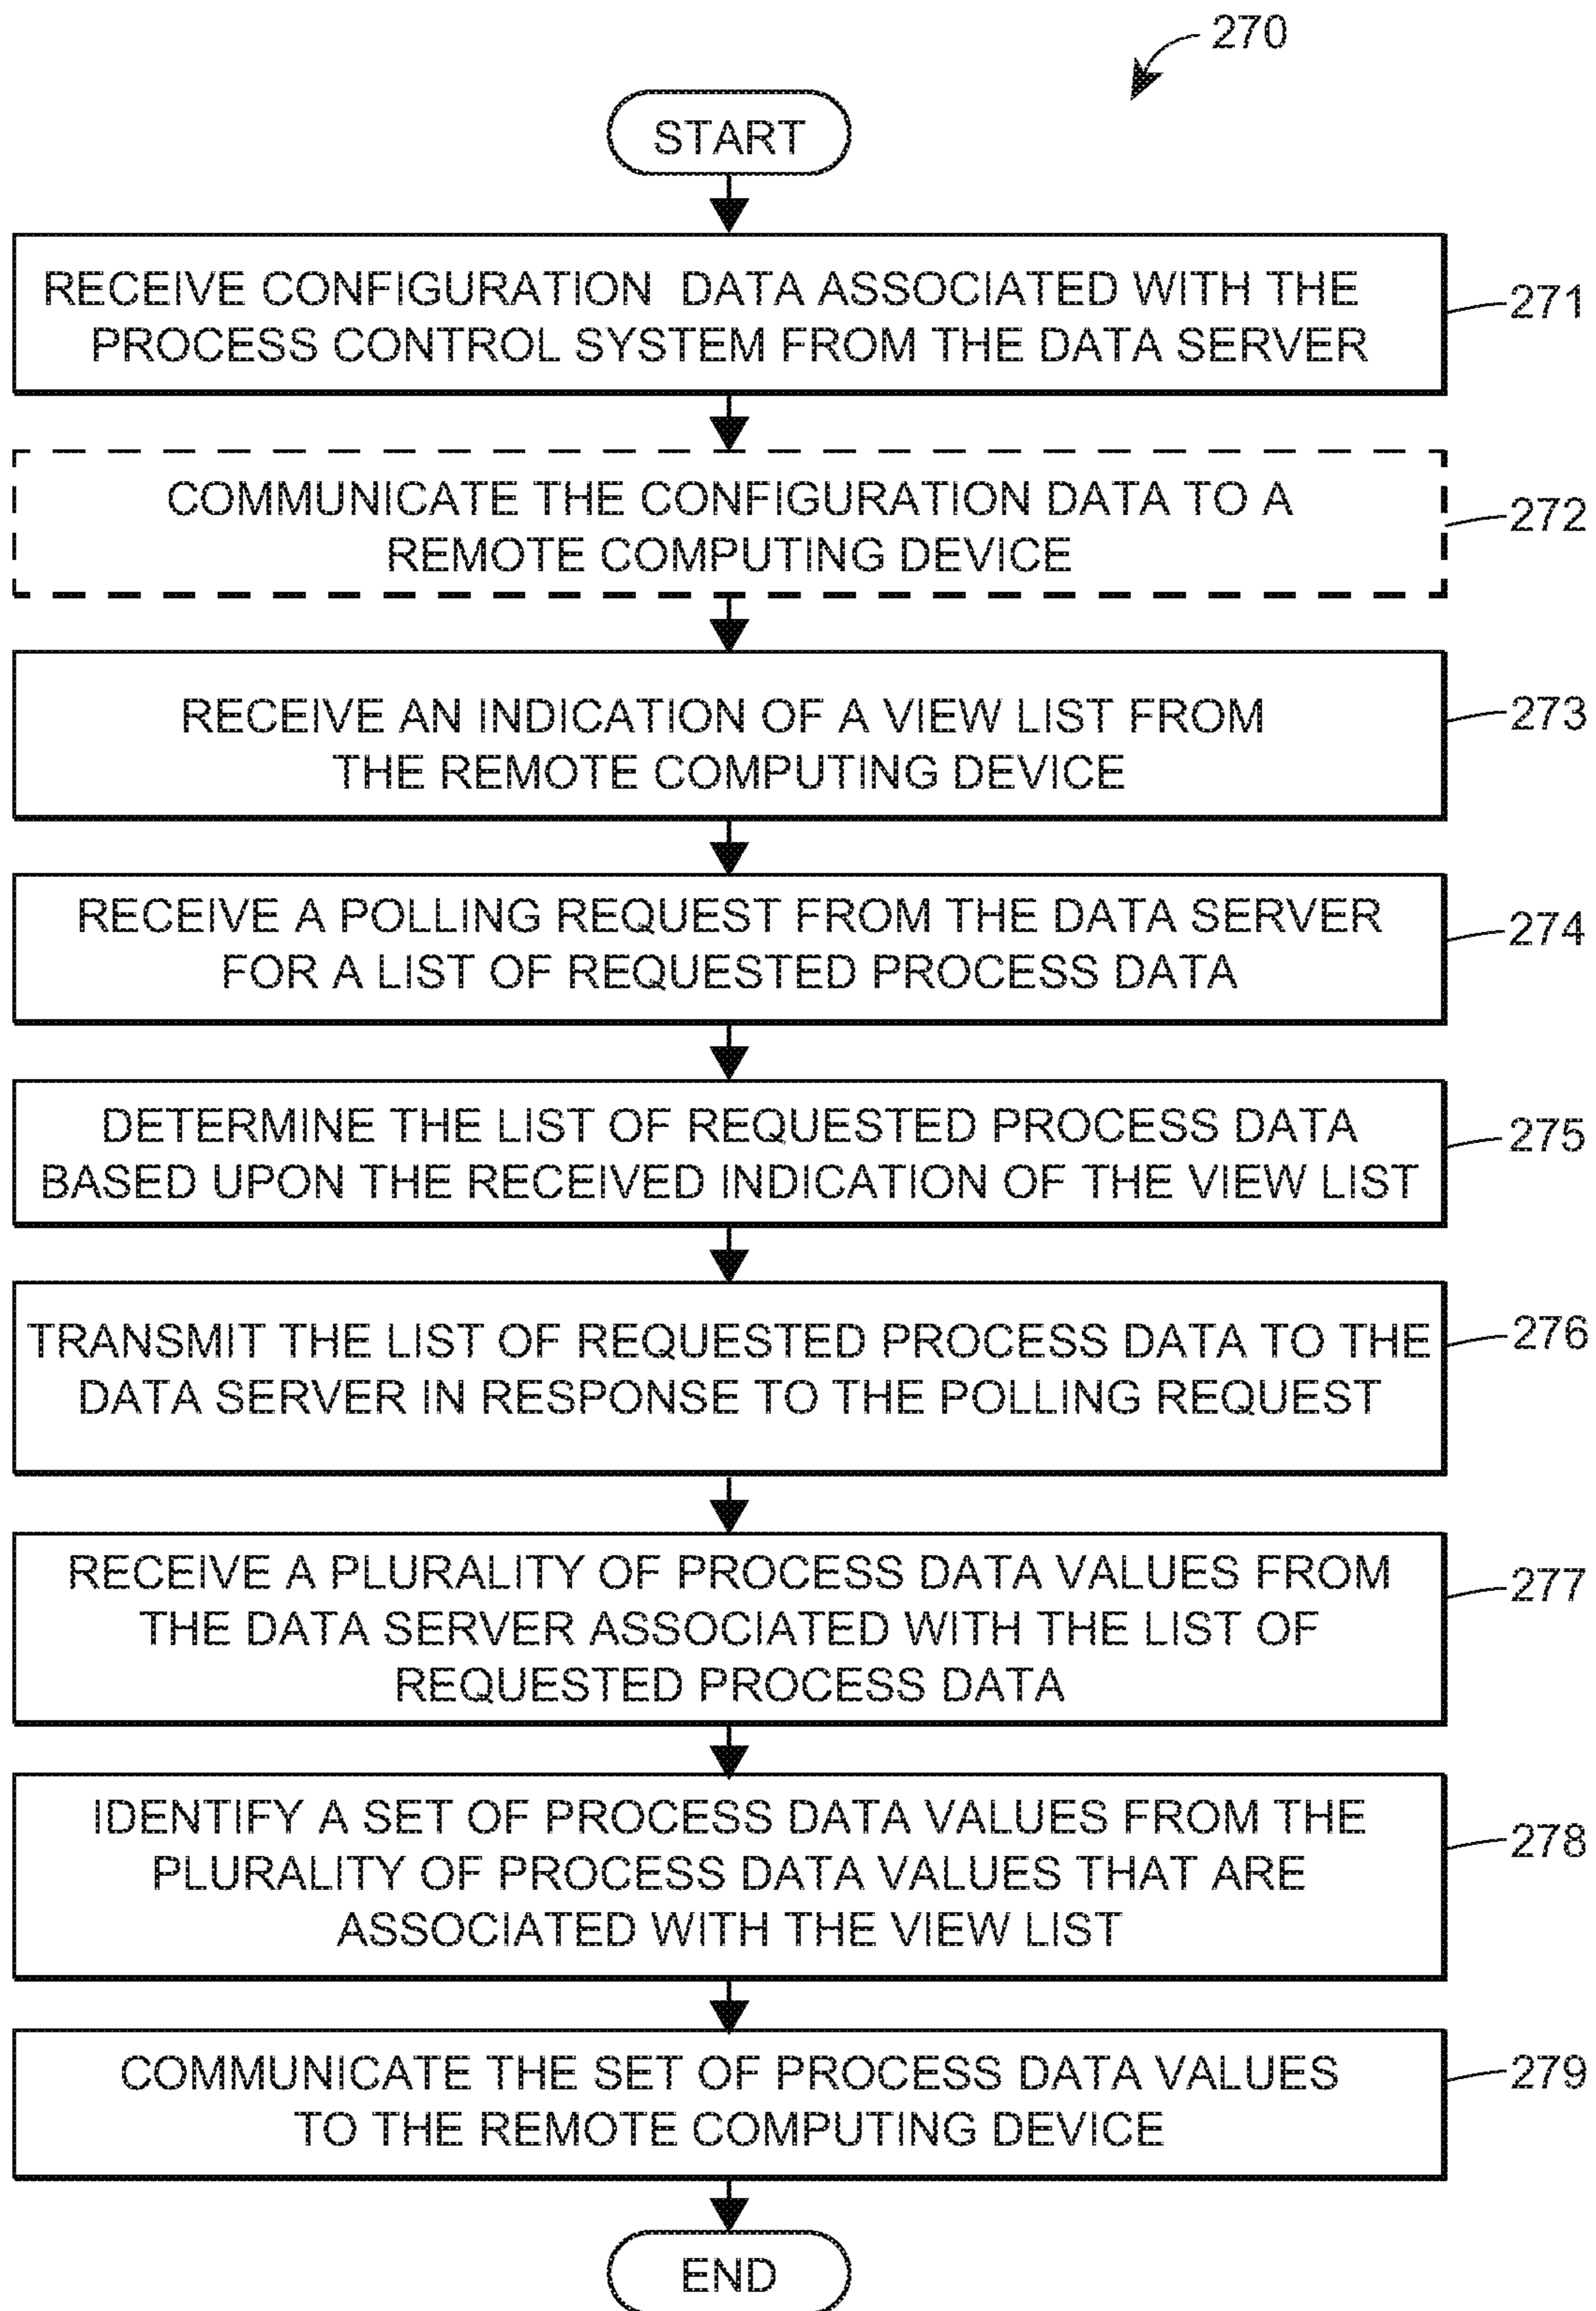 270
START
RECEIVE CONFIGURATION DATA ASSOCIATED WITH THE
PROCESS CONTROL SYSTEM FROM THE DATA SERVER
271
COMMUNICATE THE CONFIGURATION DATA TO A
REMOTE COMPUTING DEVICE
272
RECEIVE AN INDICATION OF A VIEW LIST FROM
THE REMOTE COMPUTING DEVICE
273
RECEIVE A POLLING REQUEST FROM THE DATA SERVER
FOR A LIST OF REQUESTED PROCESS DATA
274
DETERMINE THE LIST OF REQUESTED PROCESS DATA
BASED UPON THE RECEIVED INDICATION OF THE VIEW LIST
275
TRANSMIT THE LIST OF REQUESTED PROCESS DATA TO THE
DATA SERVER IN RESPONSE TO THE POLLING REQUEST
276
RECEIVE A PLURALITY OF PROCESS DATA VALUES FROM
THE DATA SERVER ASSOCIATED WITH THE LIST OF
REQUESTED PROCESS DATA
277
IDENTIFY A SET OF PROCESS DATA VALUES FROM THE
PLURALITY OF PROCESS DATA VALUES THAT ARE
ASSOCIATED WITH THE VIEW LIST
278
COMMUNICATE THE SET OF PROCESS DATA VALUES
TO THE REMOTE COMPUTING DEVICE
279
END